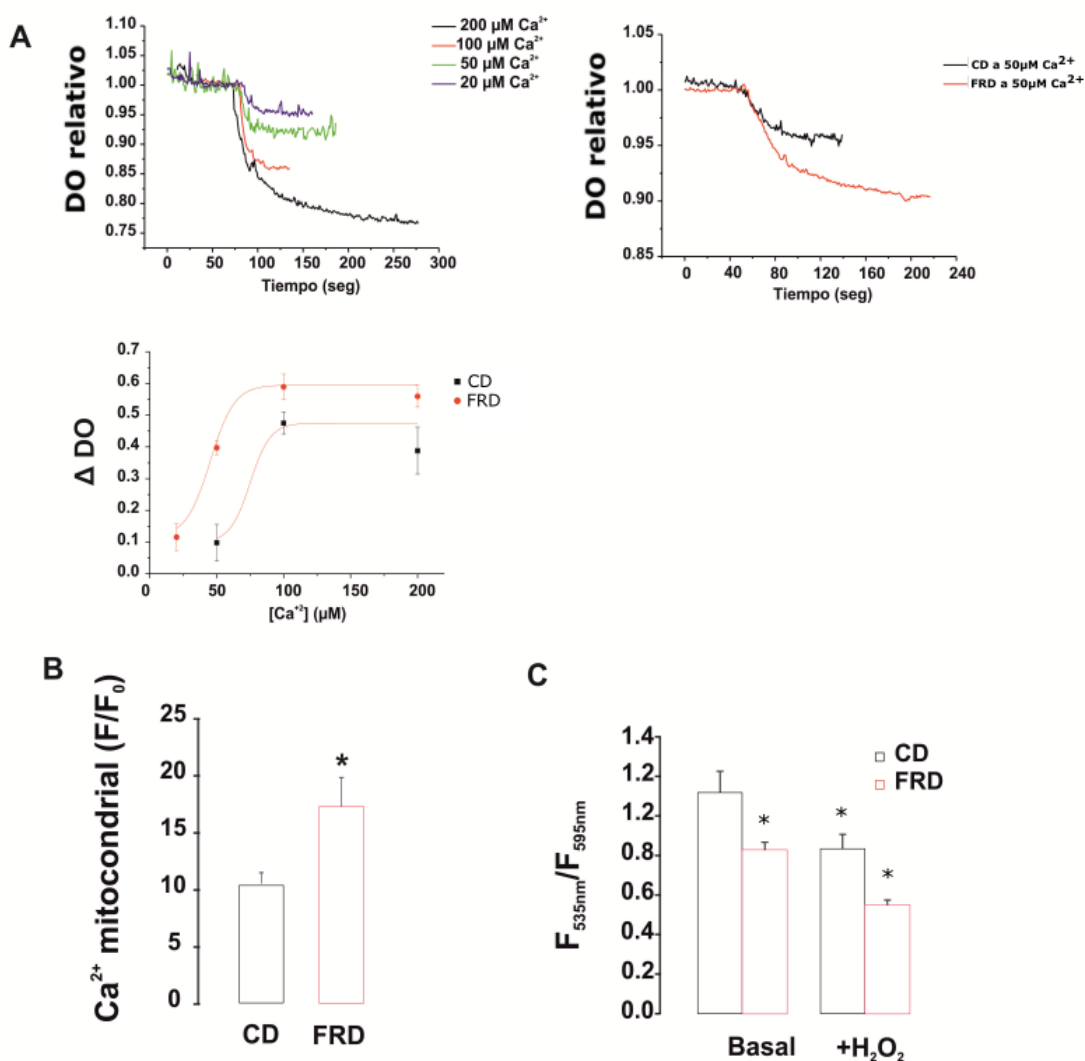 A
DO relativo
1.10
1.05
1.00
0.95
0.90
0.85
0.80
0.75
0 50 100 150 200 250 300
Tiempo (seg)
200 µM Ca²⁺
100 µM Ca²⁺
50 µM Ca²⁺
20 µM Ca²⁺
DO relativo
1.05
1.00
0.95
0.90
0.85
0 40 80 120 160 200 240
Tiempo (seg)
CD a 50µM Ca²⁺
FRD a 50µM Ca²⁺
Δ DO
0.7
0.6
0.5
0.4
0.3
0.2
0.1
0.0
0 50 100 150 200
[Ca⁺²] (µM)
CD
FRD
B
Ca²⁺ mitocondrial (F/F₀)
25
20
15
10
5
0
*
CD FRD
C
F₅₃₅ₙₘ/F₅₉₅ₙₘ
1.4
1.2
1.2
0.8
0.6
0.2
0.0
CD
FRD
* * *
Basal +H₂O₂